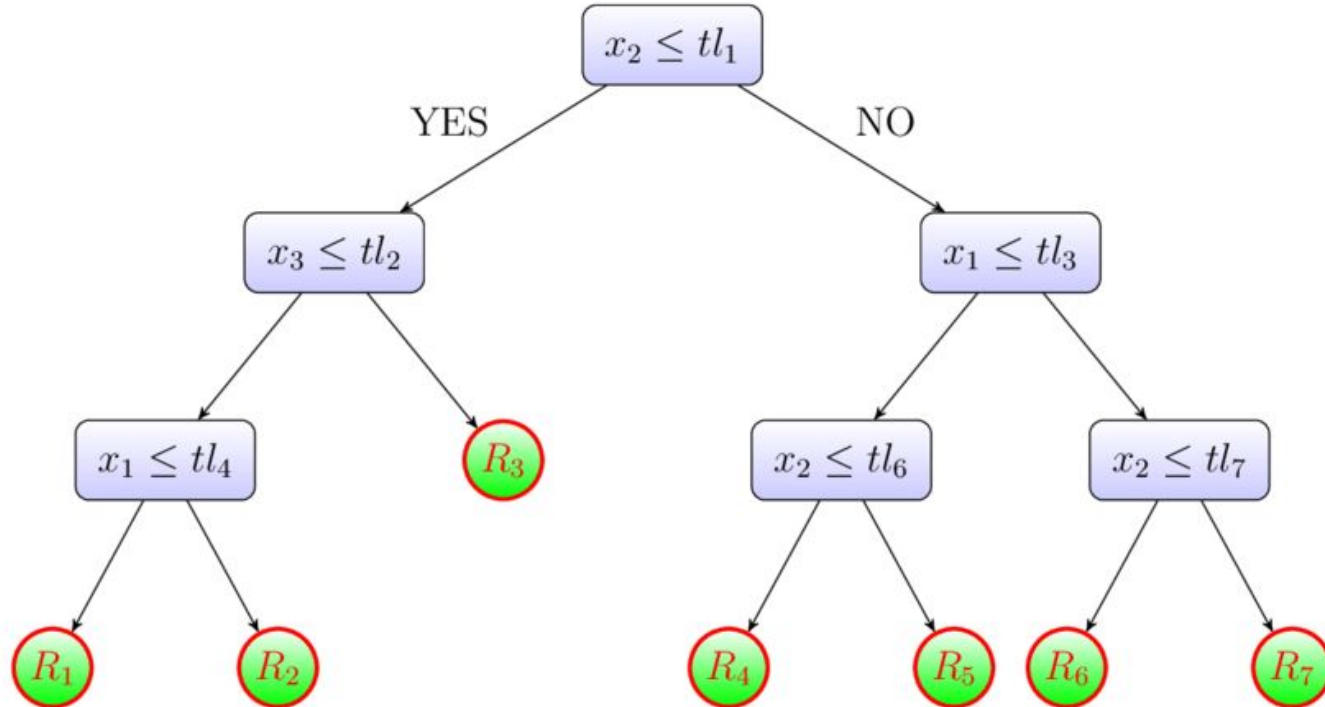 x₂ ≤ tl₁
YES NO
x₃ ≤ tl₂ x₁ ≤ tl₃
x₁ ≤ tl₄ R₃ x₂ ≤ tl₆ x₂ ≤ tl₇
R₁ R₂ R₄ R₅ R₆ R₇